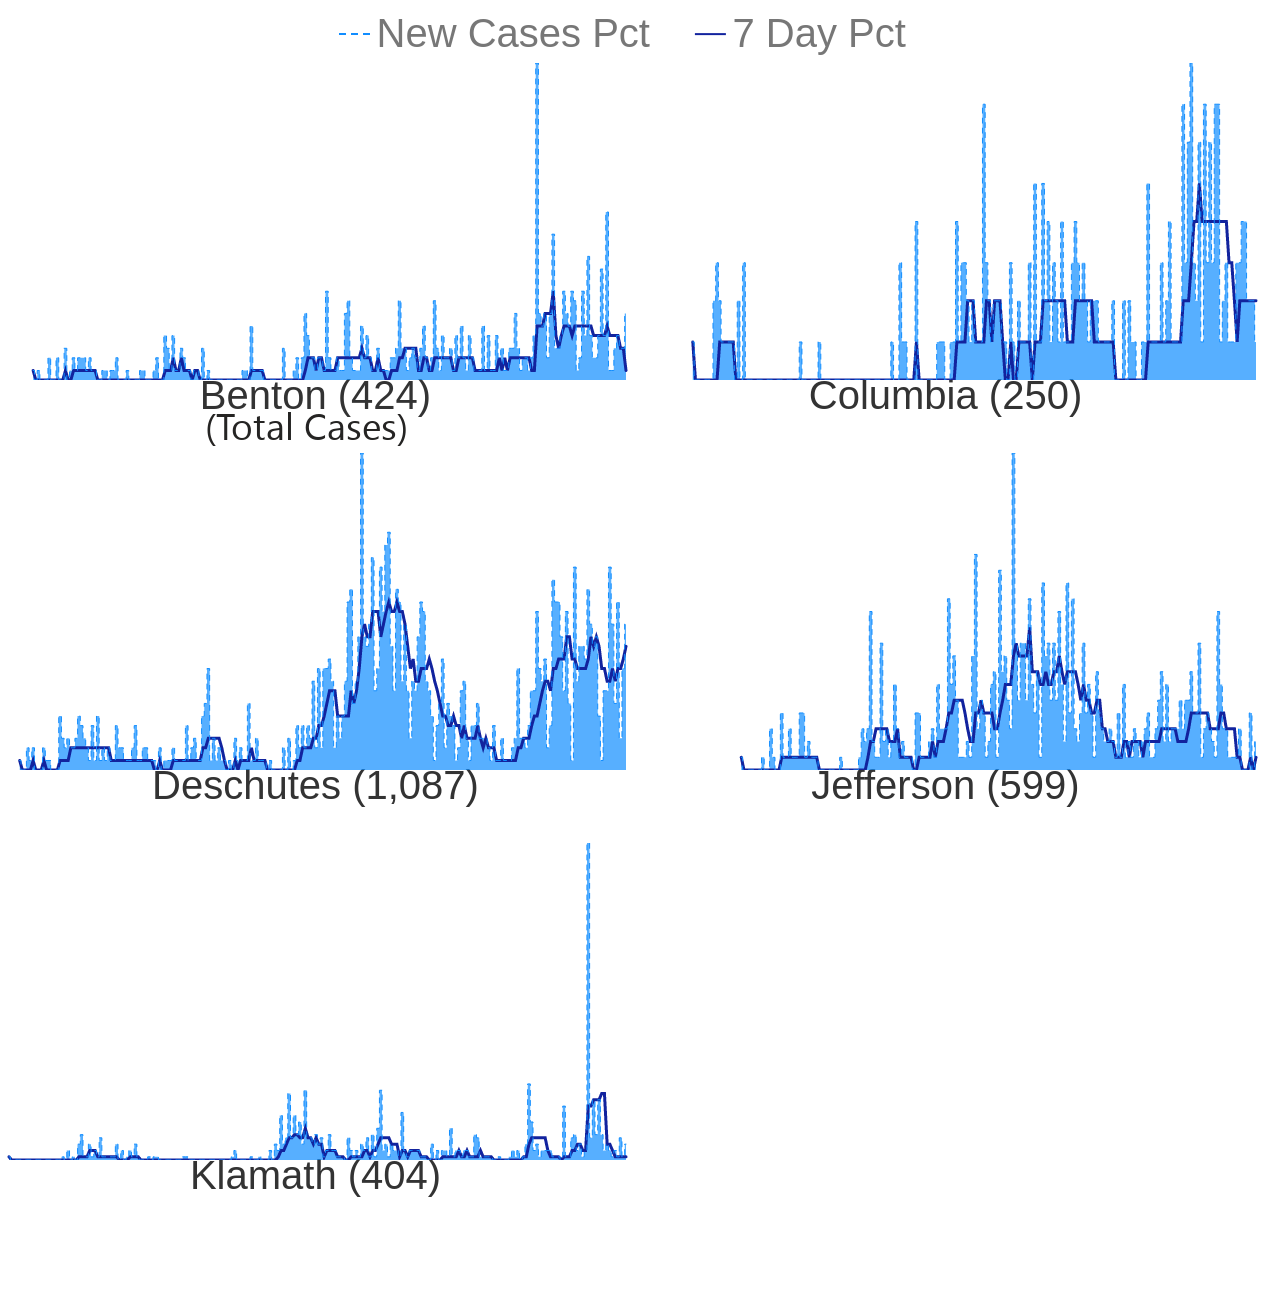 New Cases Pct 7 Day Pct
Benton (424) Columbia (250)
(Total Cases)
Deschutes (1,087) Jefferson (599)
Klamath (404)